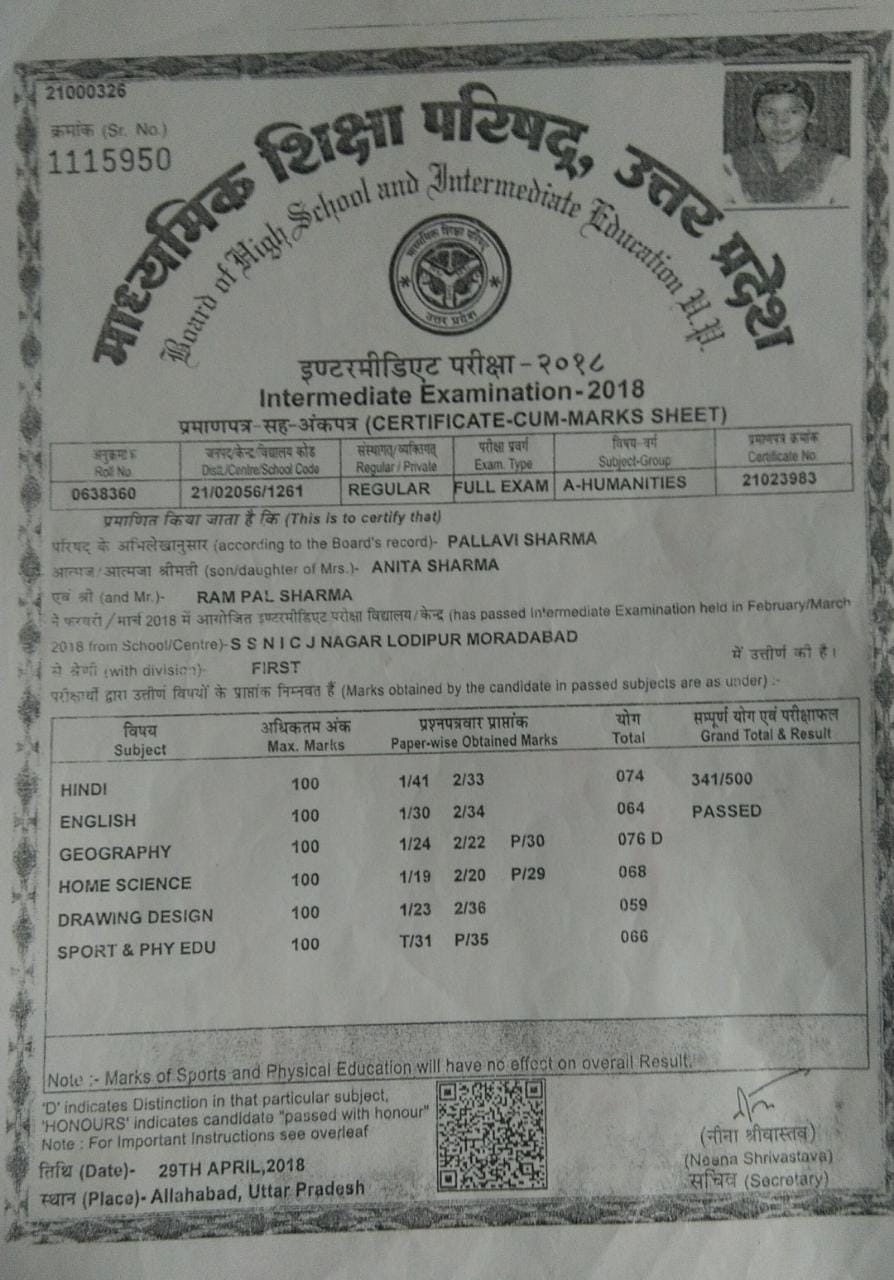 21000326
क्रमांक (Sr. No.)
1115950
माध्यमिक शिक्षा परिषद्, उत्तर प्रदेश
Board of High School and Intermediate Education U.P.
माध्यमिक शिक्षा परिषद्
उत्तर प्रदेश
इण्टरमीडिएट परीक्षा - २०१८
Intermediate Examination - 2018
प्रमाणपत्र-सह-अंकपत्र (CERTIFICATE-CUM-MARKS SHEET)
अनुक्रमांक जनपद/केन्द्र/विद्यालय कोड संस्थागत/व्यक्तिगत परीक्षा प्रवर्ग विषय-वर्ग प्रमाणपत्र क्रमांक
Roll No. Distt./Centre/School Code Regular / Private Exam. Type Subject-Group Certificate No.
0638360 21/02056/1261 REGULAR FULL EXAM A-HUMANITIES 21023983
प्रमाणित किया जाता है कि (This is to certify that)
परिषद् के अभिलेखानुसार (according to the Board's record)- PALLAVI SHARMA
आत्मज/आत्मजा श्रीमती (son/daughter of Mrs.)- ANITA SHARMA
एवं श्री (and Mr.)- RAM PAL SHARMA
ने फरवरी/मार्च 2018 में आयोजित इण्टरमीडिएट परीक्षा विद्यालय/केन्द्र (has passed Intermediate Examination held in February/March
2018 from School/Centre)- S S N I C J NAGAR LODIPUR MORADABAD
से श्रेणी (with division)- FIRST में उत्तीर्ण की है।
परीक्षार्थी द्वारा उत्तीर्ण विषयों के प्राप्तांक निम्नवत हैं (Marks obtained by the candidate in passed subjects are as under) :-
विषय अधिकतम अंक प्रश्नपत्रवार प्राप्तांक योग सम्पूर्ण योग एवं परीक्षाफल
Subject Max. Marks Paper-wise Obtained Marks Total Grand Total & Result
HINDI 100 1/41 2/33 074 341/500
ENGLISH 100 1/30 2/34 064 PASSED
GEOGRAPHY 100 1/24 2/22 P/30 076 D
HOME SCIENCE 100 1/19 2/20 P/29 068
DRAWING DESIGN 100 1/23 2/36 059
SPORT & PHY EDU 100 T/31 P/35 066
Note :- Marks of Sports and Physical Education will have no effect on overall Result.
'D' indicates Distinction in that particular subject,
'HONOURS' indicates candidate "passed with honour"
Note : For Important Instructions see overleaf
तिथि (Date)- 29TH APRIL,2018
स्थान (Place)- Allahabad, Uttar Pradesh
(नीना श्रीवास्तव)
(Neena Shrivastava)
सचिव (Secretary)